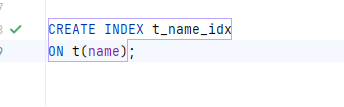 CREATE INDEX t_name_idx
ON t(name);